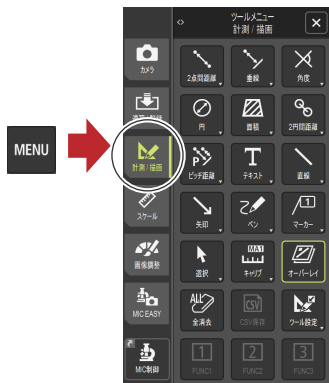 MENU
ツールメニュー
計測 / 描画
カメラ
計測 / 描画
スケール
画像調整
MIC EASY
MIC制御
2点間距離
垂線
角度
円
面積
2円間距離
ピッチ距離
テキスト
直線
矢印
ペン
マーカー
選択
キャリブ
オーバーレイ
全消去
CSV保存
ツール設定
FUNC1
FUNC2
FUNC3